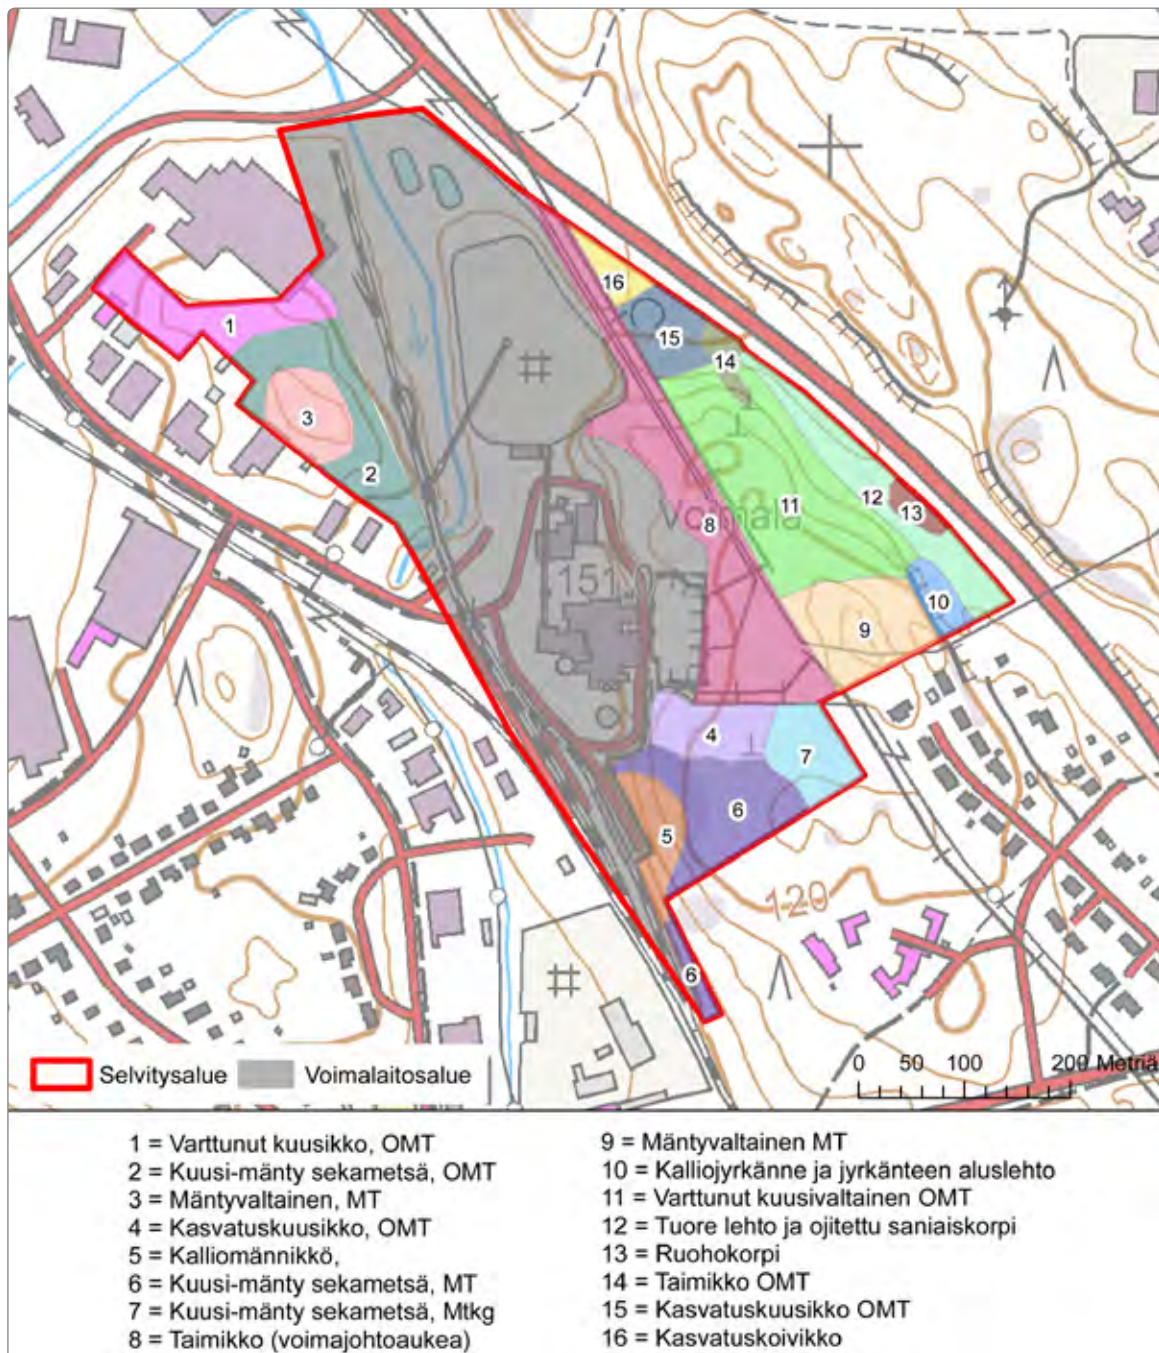 16
15
14
1
3
2
12
13
11
8
Voimala
151.0
10
9
4
7
6
5
120
6
Selvitysalue Voimalaitosalue
0 50 100 200 Metriä
1 = Varttunut kuusikko, OMT
2 = Kuusi-mänty sekametsä, OMT
3 = Mäntyvaltainen, MT
4 = Kasvatuskuusikko, OMT
5 = Kalliomännikkö,
6 = Kuusi-mänty sekametsä, MT
7 = Kuusi-mänty sekametsä, Mtkg
8 = Taimikko (voimajohtoaukea)
9 = Mäntyvaltainen MT
10 = Kalliojyrkänne ja jyrkänteen aluslehto
11 = Varttunut kuusivaltainen OMT
12 = Tuore lehto ja ojitettu saniaiskorpi
13 = Ruohokorpi
14 = Taimikko OMT
15 = Kasvatuskuusikko OMT
16 = Kasvatuskoivikko